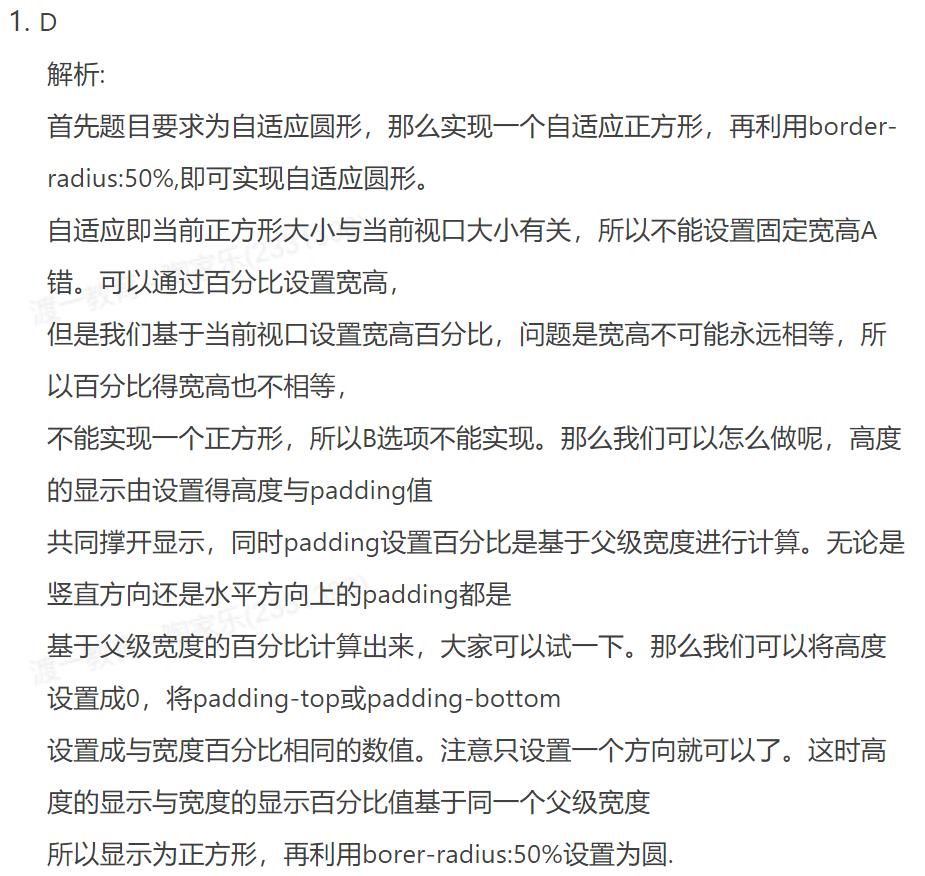 1. D
解析:
首先题目要求为自适应圆形，那么实现一个自适应正方形，再利用border-
radius:50%,即可实现自适应圆形。
自适应即当前正方形大小与当前视口大小有关，所以不能设置固定宽高A
错。可以通过百分比设置宽高，
但是我们基于当前视口设置宽高百分比，问题是宽高不可能永远相等，所
以百分比得宽高也不相等，
不能实现一个正方形，所以B选项不能实现。那么我们可以怎么做呢，高度
的显示由设置得高度与padding值
共同撑开显示，同时padding设置百分比是基于父级宽度进行计算。无论是
竖直方向还是水平方向上的padding都是
基于父级宽度的百分比计算出来，大家可以试一下。那么我们可以将高度
设置成0，将padding-top或padding-bottom
设置成与宽度百分比相同的数值。注意只设置一个方向就可以了。这时高
度的显示与宽度的显示百分比值基于同一个父级宽度
所以显示为正方形，再利用borer-radius:50%设置为圆.